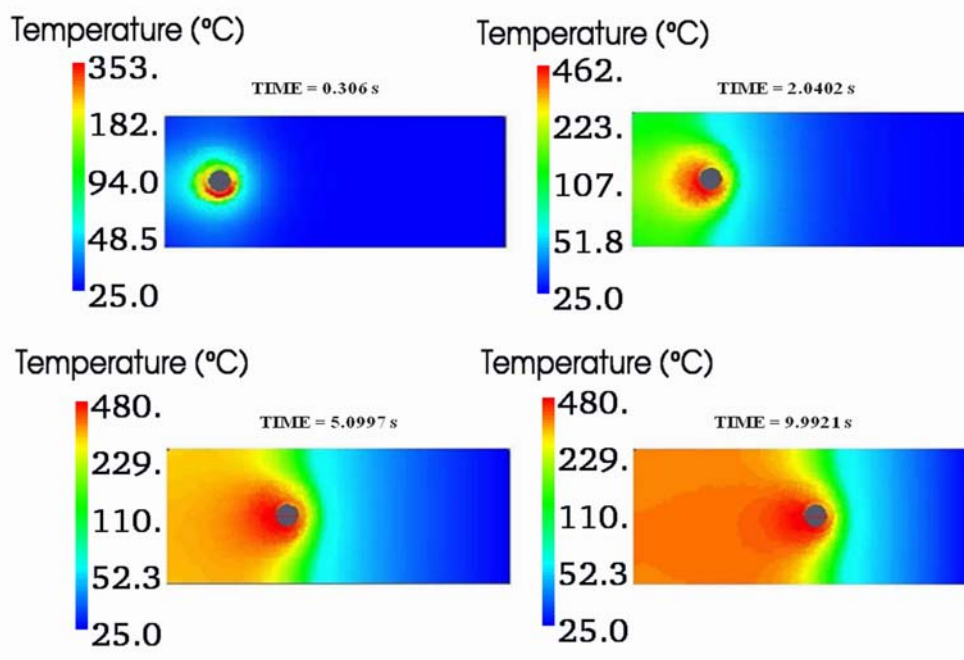 Temperature (°C)
353.
182.
94.0
48.5
25.0
TIME = 0.306 s
Temperature (°C)
462.
223.
107.
51.8
25.0
TIME = 2.0402 s
Temperature (°C)
480.
229.
110.
52.3
25.0
TIME = 5.0997 s
Temperature (°C)
480.
229.
110.
52.3
25.0
TIME = 9.9921 s